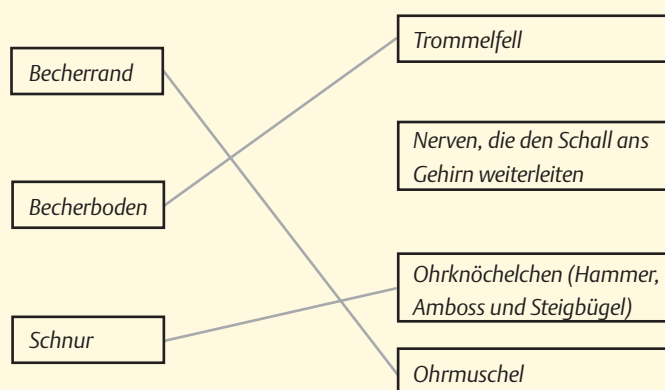 Becherrand
Becherboden
Schnur
Trommelfell
Nerven, die den Schall ans
Gehirn weiterleiten
Ohrknöchelchen (Hammer,
Amboss und Steigbügel)
Ohrmuschel